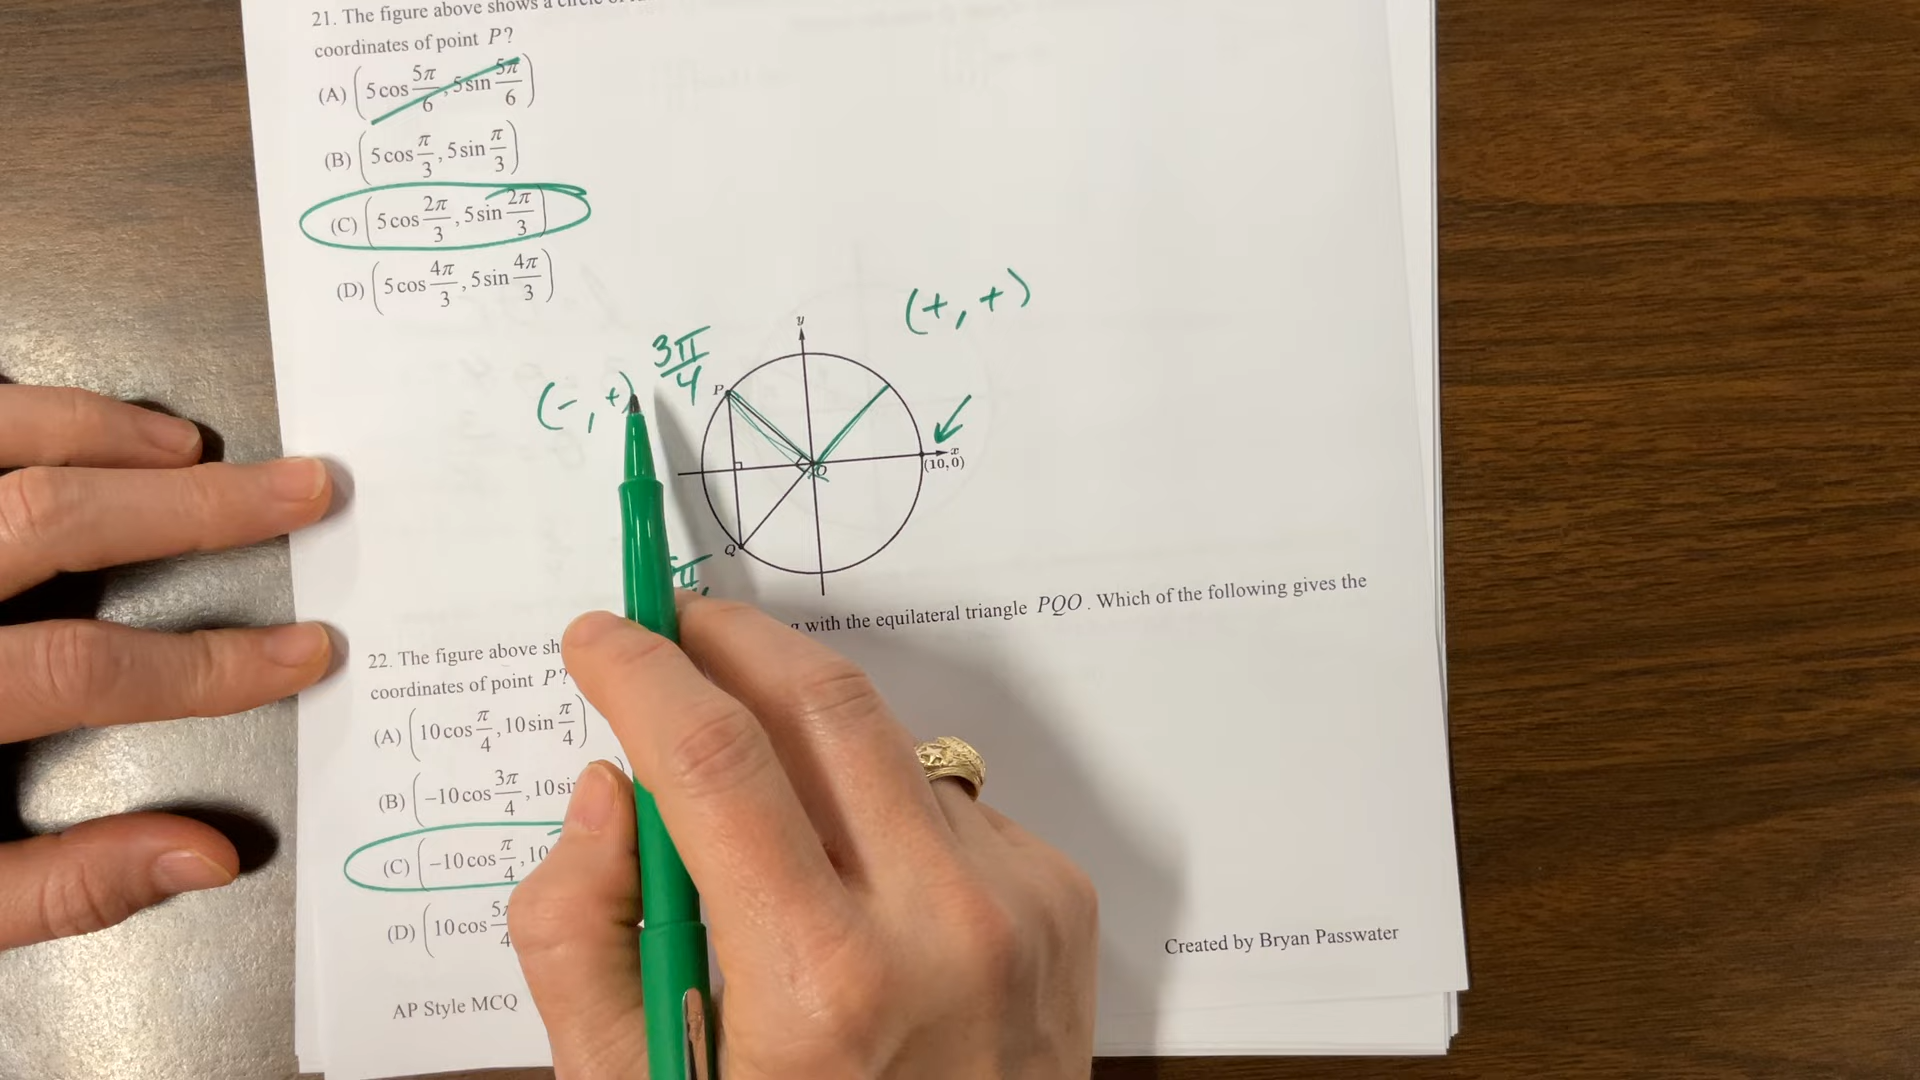 21. The figure above shows a circle of
coordinates of point P?
(A) (5 cos 5π/6, 5 sin 5π/6)
(B) (5 cos π/3, 5 sin π/3)
(C) (5 cos 2π/3, 5 sin 2π/3)
(D) (5 cos 4π/3, 5 sin 4π/3)
(+, +)
y
3π/4
(-, +)
P
x
O
(10,0)
Q
with the equilateral triangle PQO. Which of the following gives the
22. The figure above sh
coordinates of point P?
(A) (10 cos π/4, 10 sin π/4)
(B) (−10 cos 3π/4, 10 si
(C) (−10 cos π/4, 10
(D) (10 cos 5
4
Created by Bryan Passwater
AP Style MCQ